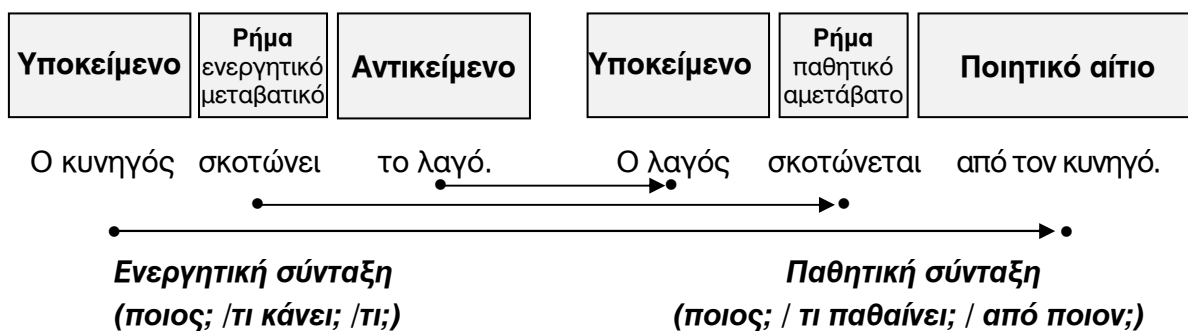 Υποκείμενο
Ρήμα
ενεργητικό
μεταβατικό
Αντικείμενο
Υποκείμενο
Ρήμα
παθητικό
αμετάβατο
Ποιητικό αίτιο
Ο κυνηγός σκοτώνει το λαγό. Ο λαγός σκοτώνεται από τον κυνηγό.
Ενεργητική σύνταξη
(ποιος; /τι κάνει; /τι;)
Παθητική σύνταξη
(ποιος; / τι παθαίνει; / από ποιον;)